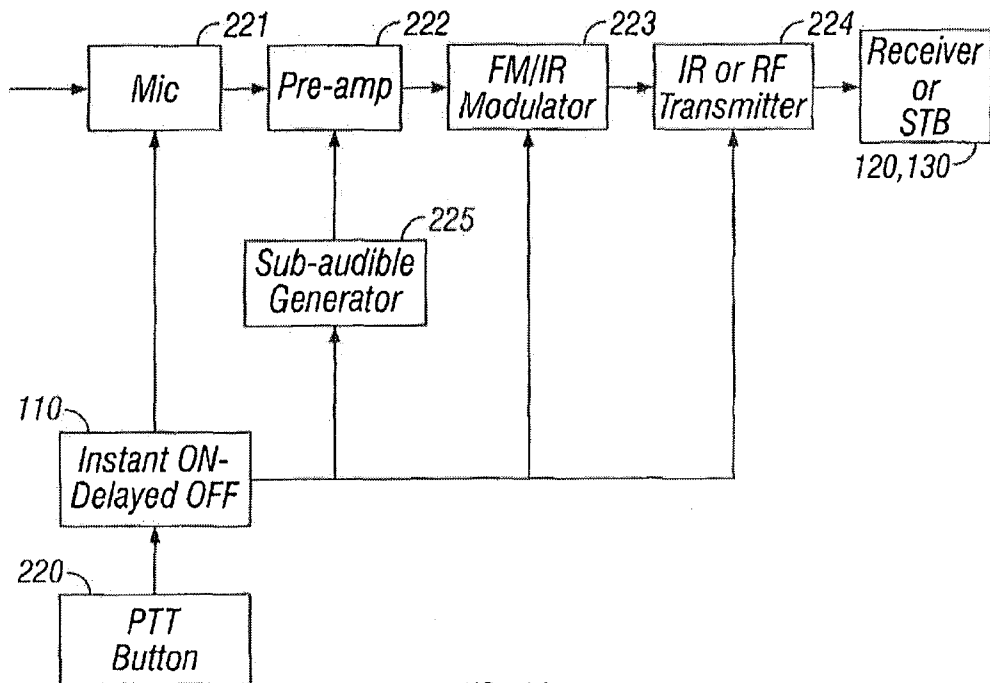 221
222
223
224
Mic
Pre-amp
FM/IR
Modulator
IR or RF
Transmitter
Receiver
or
STB
120,130
225
Sub-audible
Generator
110
Instant ON-
Delayed OFF
220
PTT
Button